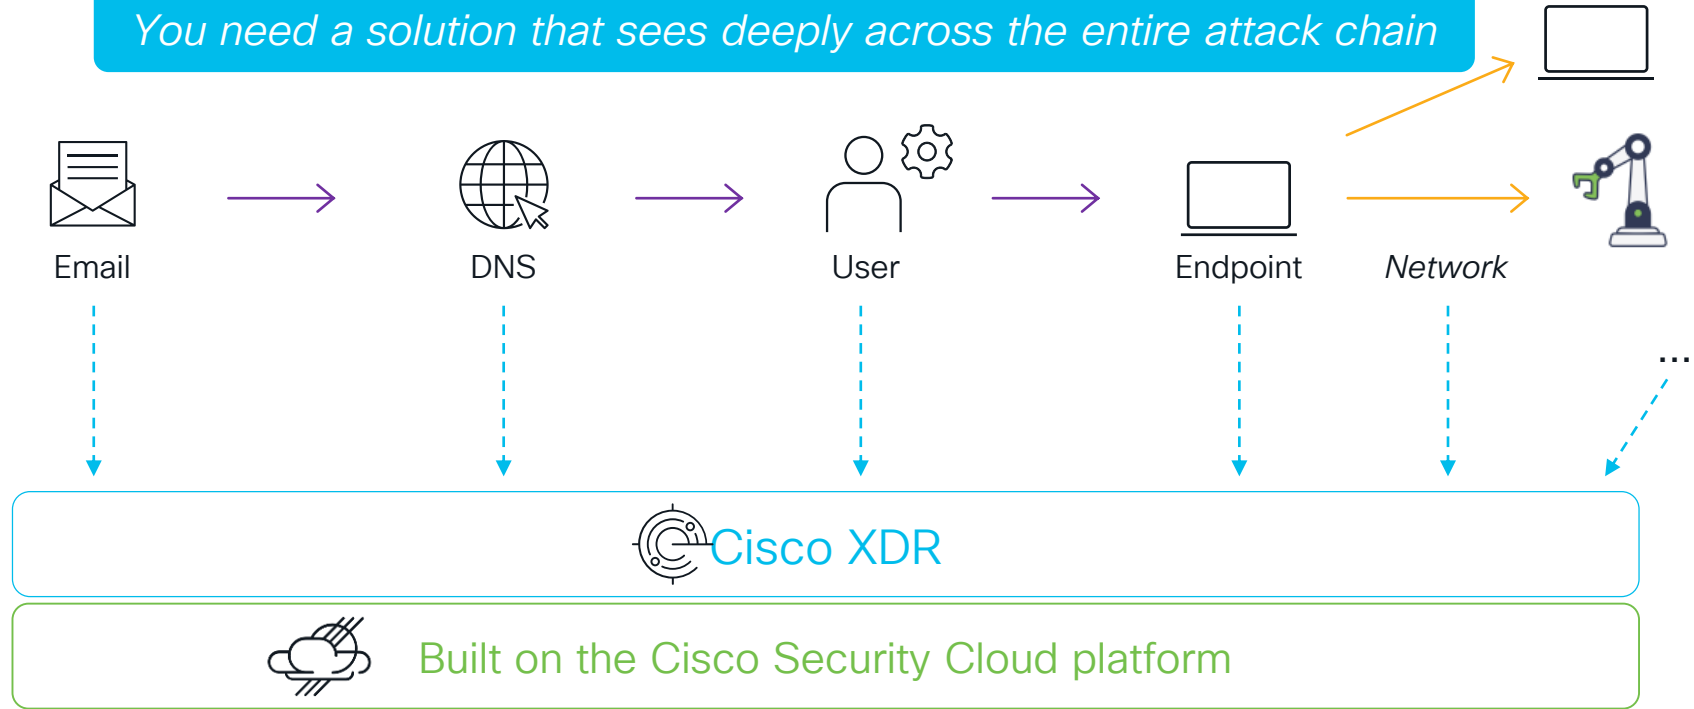 You need a solution that sees deeply across the entire attack chain
Email
DNS
User
Endpoint
Network
...
Cisco XDR
Built on the Cisco Security Cloud platform